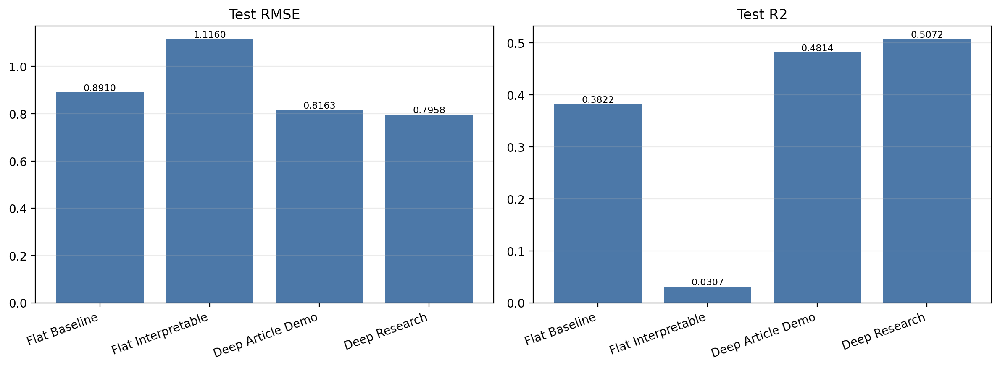 Test RMSE
1.1160
1.0
0.8910
0.8163
0.7958
0.8
0.6
0.4
0.2
0.0
Flat Baseline
Flat Interpretable
Deep Article Demo
Deep Research
Test R2
0.5072
0.5
0.4814
0.4
0.3822
0.3
0.2
0.1
0.0307
0.0
Flat Baseline
Flat Interpretable
Deep Article Demo
Deep Research